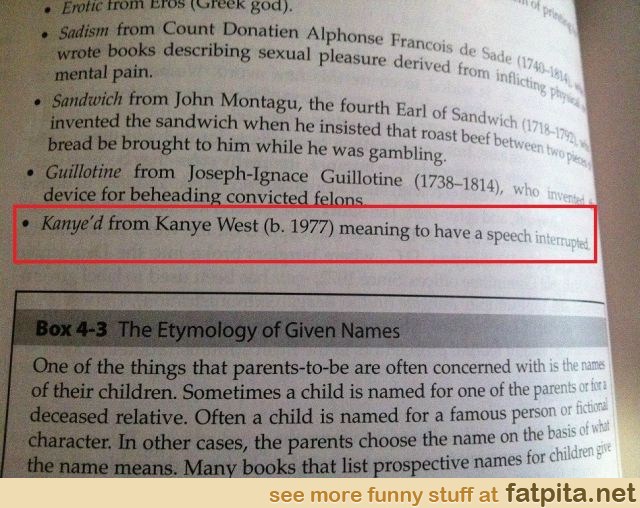 • Erotic from Eros (Greek god).
• Sadism from Count Donatien Alphonse Francois de Sade (1740–1814),
wrote books describing sexual pleasure derived from inflicting physical
mental pain.
• Sandwich from John Montagu, the fourth Earl of Sandwich (1718–1792),
invented the sandwich when he insisted that roast beef between two pieces
bread be brought to him while he was gambling.
• Guillotine from Joseph-Ignace Guillotine (1738–1814), who invented
device for beheading convicted felons.
• Kanye'd from Kanye West (b. 1977) meaning to have a speech interrupted.
Box 4-3 The Etymology of Given Names
One of the things that parents-to-be are often concerned with is the names
of their children. Sometimes a child is named for one of the parents or for a
deceased relative. Often a child is named for a famous person or fictional
character. In other cases, the parents choose the name on the basis of what
the name means. Many books that list prospective names for children give
see more funny stuff at fatpita.net